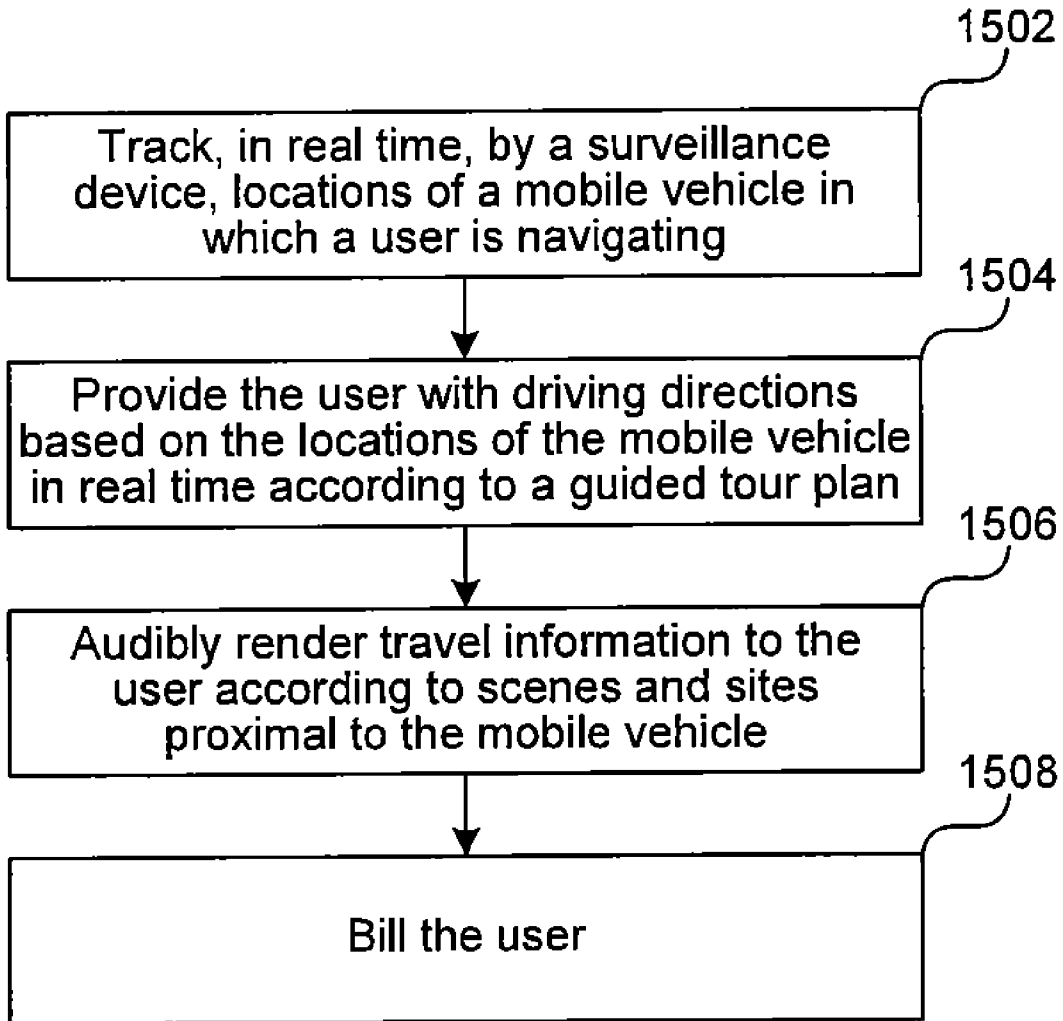 1502
Track, in real time, by a surveillance
device, locations of a mobile vehicle in
which a user is navigating
1504
Provide the user with driving directions
based on the locations of the mobile vehicle
in real time according to a guided tour plan
1506
Audibly render travel information to the
user according to scenes and sites
proximal to the mobile vehicle
1508
Bill the user